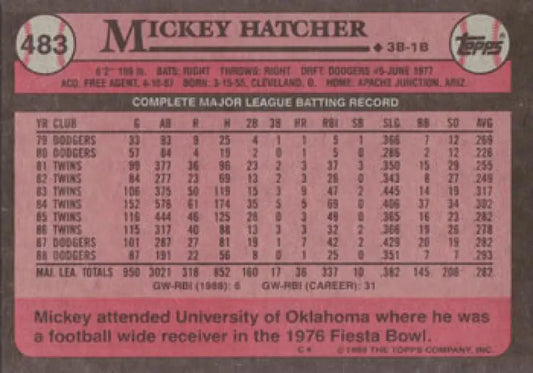 483
MICKEY HATCHER
♦ 3B-1B
TOPPS
6'2" 199 lb. BATS: RIGHT THROWS: RIGHT DRFT: DODGERS #5-JUNE 1977
ACQ: FREE AGENT, 4-10-87 BORN: 3-15-55, CLEVELAND, O. HOME: APACHE JUNCTION, ARIZ.
COMPLETE MAJOR LEAGUE BATTING RECORD
YR CLUB G AB R H 2B 3B HR RBI SB SLG BB SO AVG
79 DODGERS 33 93 9 25 4 1 1 5 1 .366 7 12 .269
80 DODGERS 57 84 4 19 2 0 1 5 0 .286 2 12 .226
81 TWINS 99 377 36 96 23 2 3 37 3 .350 15 29 .255
82 TWINS 84 277 23 69 13 2 3 26 0 .343 8 27 .249
83 TWINS 106 375 50 119 15 3 9 47 2 .445 14 19 .317
84 TWINS 152 576 61 174 35 5 5 69 0 .406 37 34 .302
85 TWINS 116 444 46 125 28 0 3 49 0 .365 16 23 .282
86 TWINS 115 317 40 88 13 3 3 32 2 .366 19 26 .278
87 DODGERS 101 287 27 81 19 1 7 42 2 .429 20 19 .282
88 DODGERS 87 191 22 56 8 0 1 25 0 .351 7 7 .293
MAJ. LEA. TOTALS 950 3021 318 852 160 17 36 337 10 .382 145 208 .282
GW-RBI (1988): 6 GW-RBI (CAREER): 31
Mickey attended University of Oklahoma where he was
a football wide receiver in the 1976 Fiesta Bowl.
© 1989 THE TOPPS COMPANY, INC.